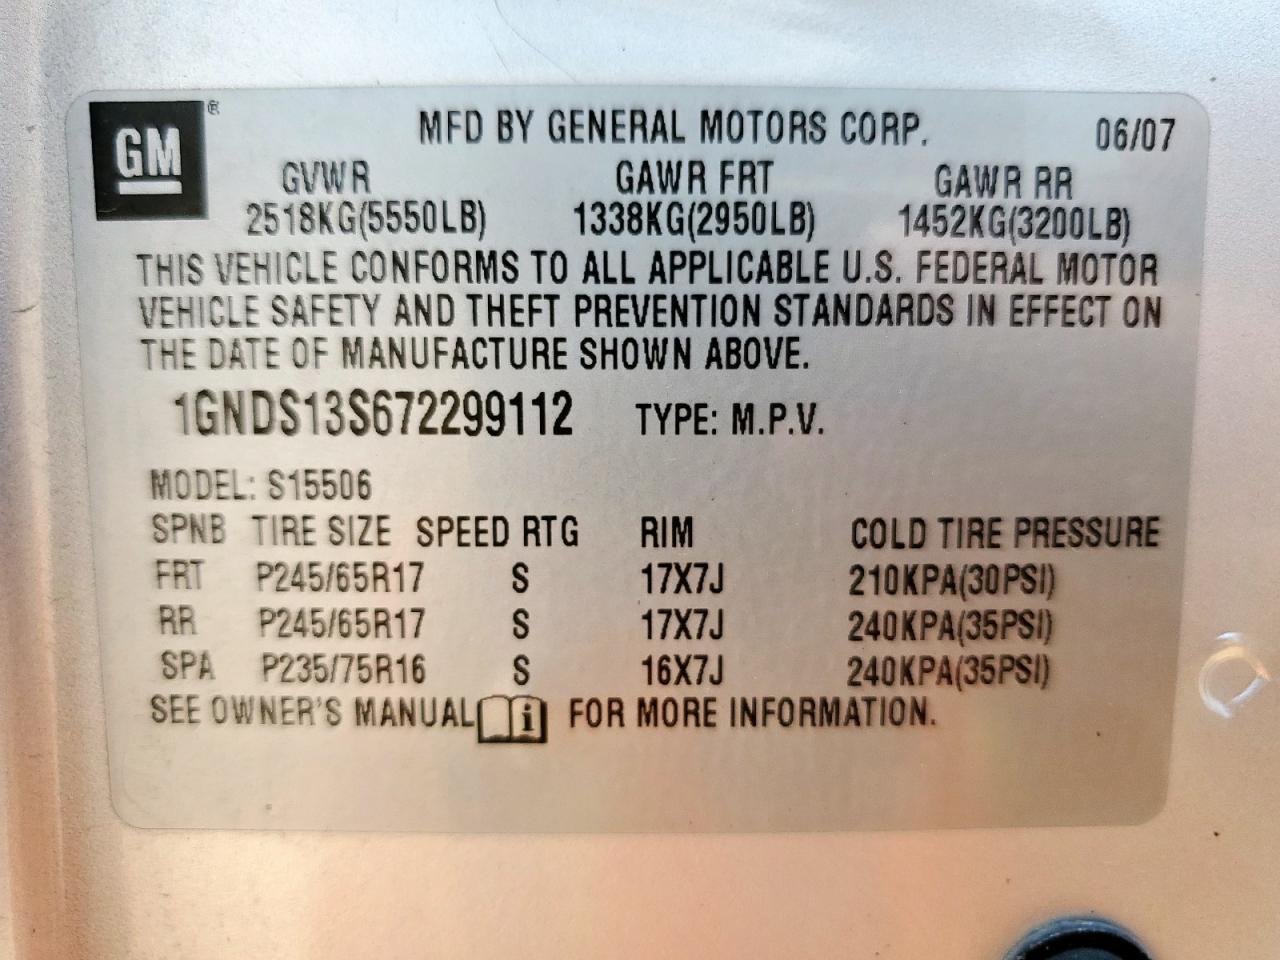 GM ®
MFD BY GENERAL MOTORS CORP. 06/07
GVWR GAWR FRT GAWR RR
2518KG(5550LB) 1338KG(2950LB) 1452KG(3200LB)
THIS VEHICLE CONFORMS TO ALL APPLICABLE U.S. FEDERAL MOTOR
VEHICLE SAFETY AND THEFT PREVENTION STANDARDS IN EFFECT ON
THE DATE OF MANUFACTURE SHOWN ABOVE.
1GNDS13S672299112 TYPE: M.P.V.
MODEL: S15506
SPNB TIRE SIZE SPEED RTG RIM COLD TIRE PRESSURE
FRT P245/65R17 S 17X7J 210KPA(30PSI)
RR P245/65R17 S 17X7J 240KPA(35PSI)
SPA P235/75R16 S 16X7J 240KPA(35PSI)
SEE OWNER'S MANUAL i FOR MORE INFORMATION.